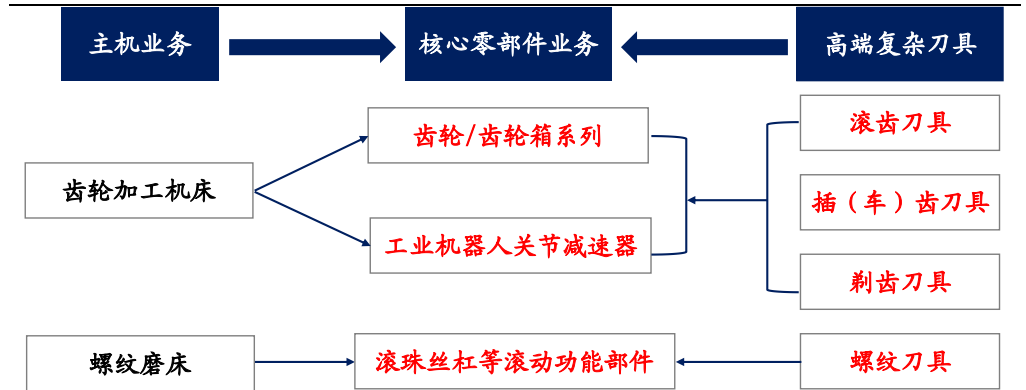 主机业务
核心零部件业务
高端复杂刀具
齿轮/齿轮箱系列
滚齿刀具
齿轮加工机床
插（车）齿刀具
工业机器人关节减速器
剃齿刀具
螺纹磨床
滚珠丝杠等滚动功能部件
螺纹刀具